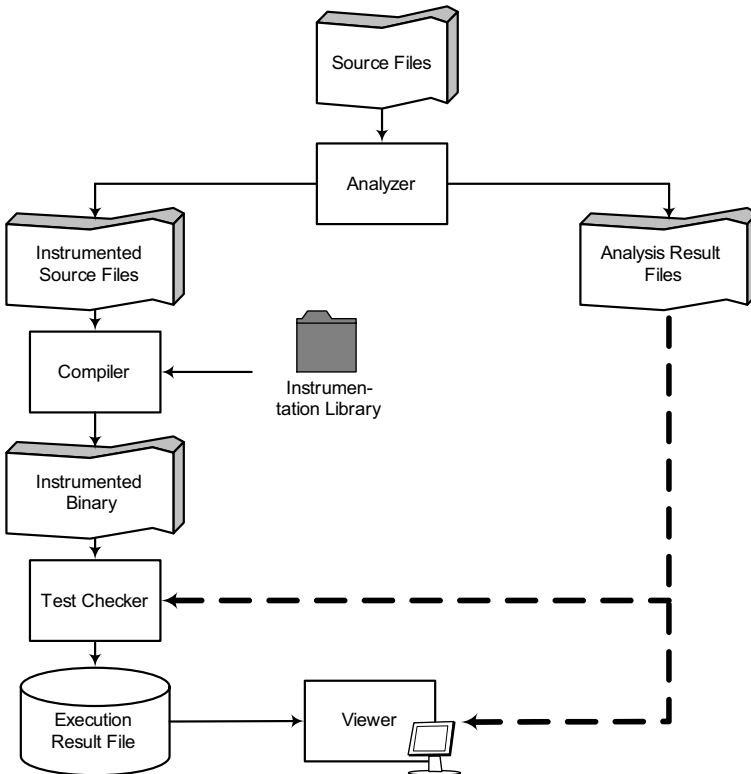 Source Files
Analyzer
Instrumented
Source Files
Analysis Result
Files
Compiler
Instrumen-
tation Library
Instrumented
Binary
Test Checker
Execution
Result File
Viewer